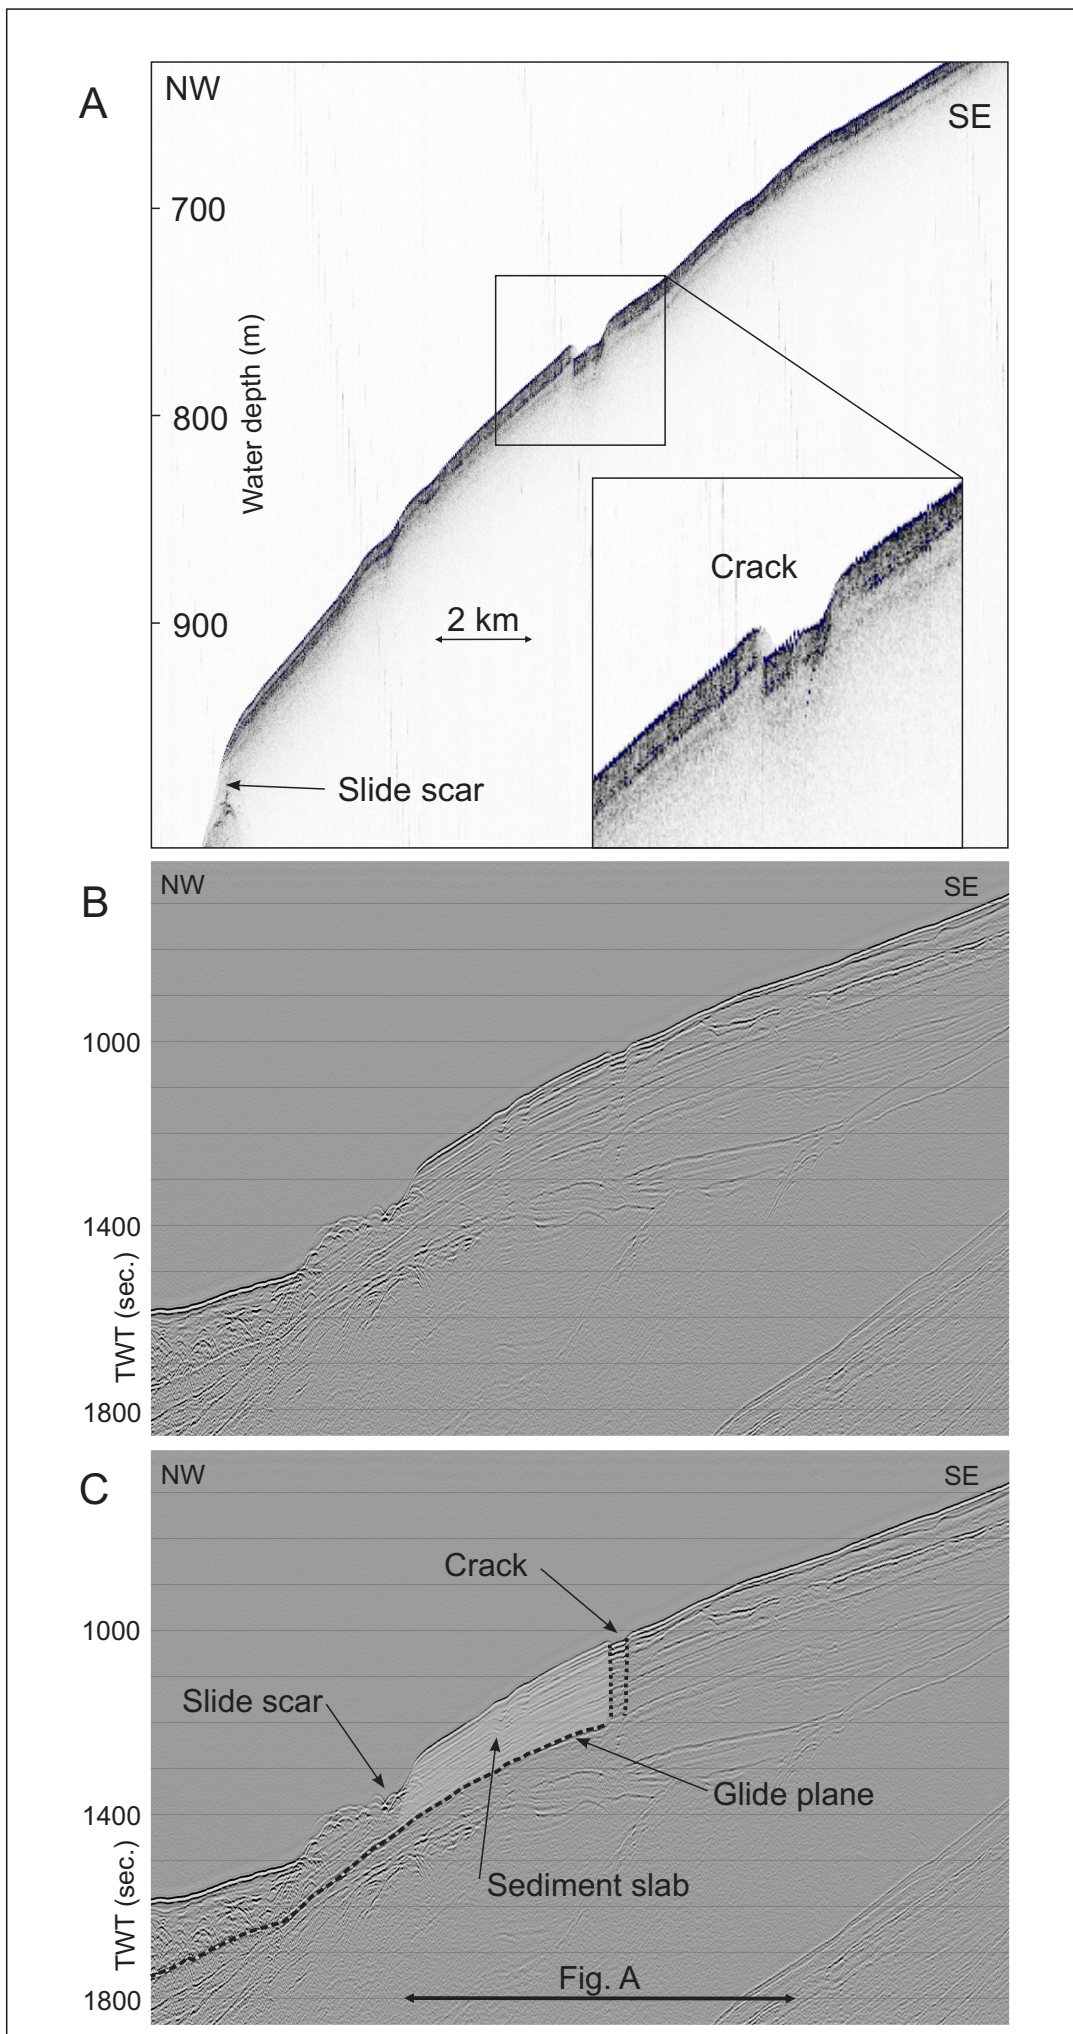 A
NW
SE
700
800
Water depth (m)
900
2 km
Crack
Slide scar
B
NW
SE
1000
1400
TWT (sec.)
1800
C
NW
SE
Crack
1000
Slide scar
Glide plane
1400
Sediment slab
TWT (sec.)
Fig. A
1800